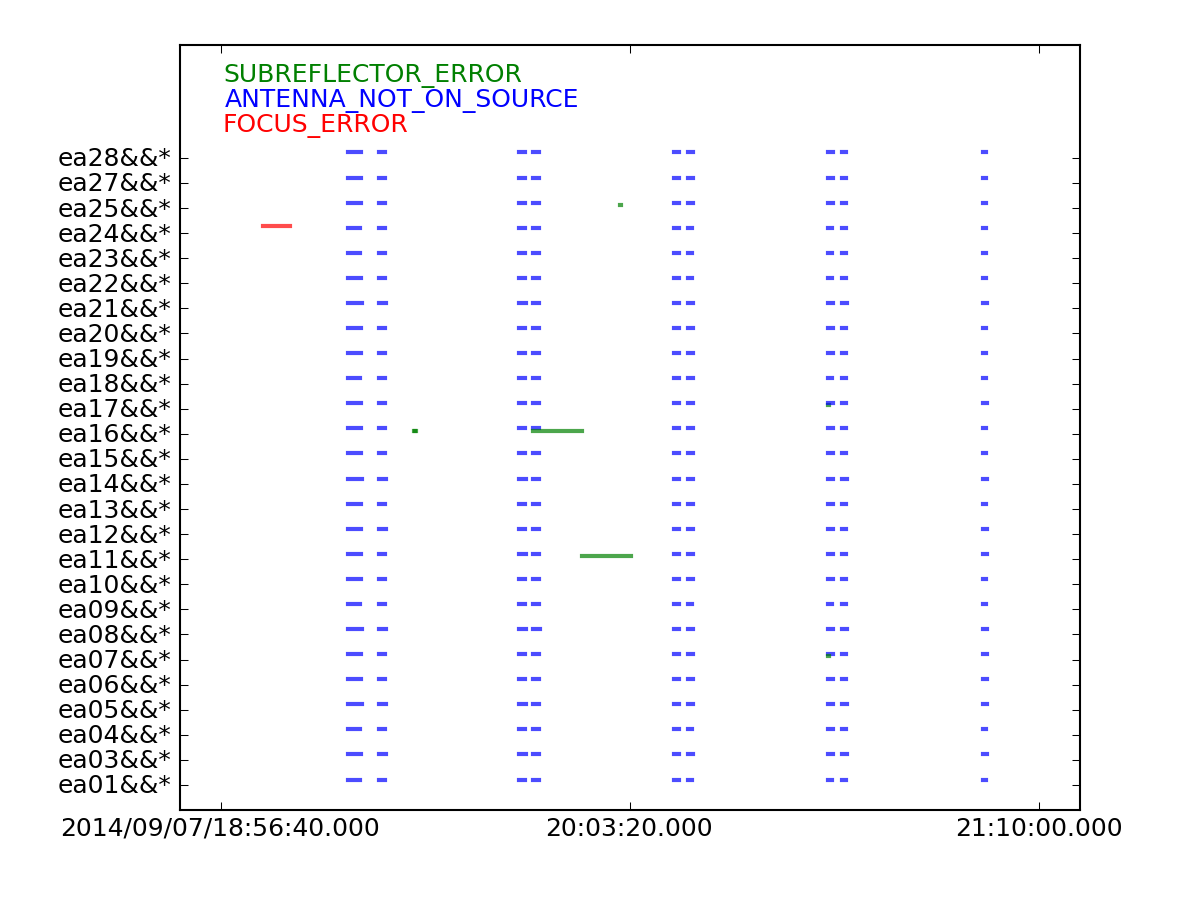 SUBREFLECTOR_ERROR
ANTENNA_NOT_ON_SOURCE
FOCUS_ERROR
ea28&&*
ea27&&*
ea25&&*
ea24&&*
ea23&&*
ea22&&*
ea21&&*
ea20&&*
ea19&&*
ea18&&*
ea17&&*
ea16&&*
ea15&&*
ea14&&*
ea13&&*
ea12&&*
ea11&&*
ea10&&*
ea09&&*
ea08&&*
ea07&&*
ea06&&*
ea05&&*
ea04&&*
ea03&&*
ea01&&*
2014/09/07/18:56:40.000 20:03:20.000 21:10:00.000